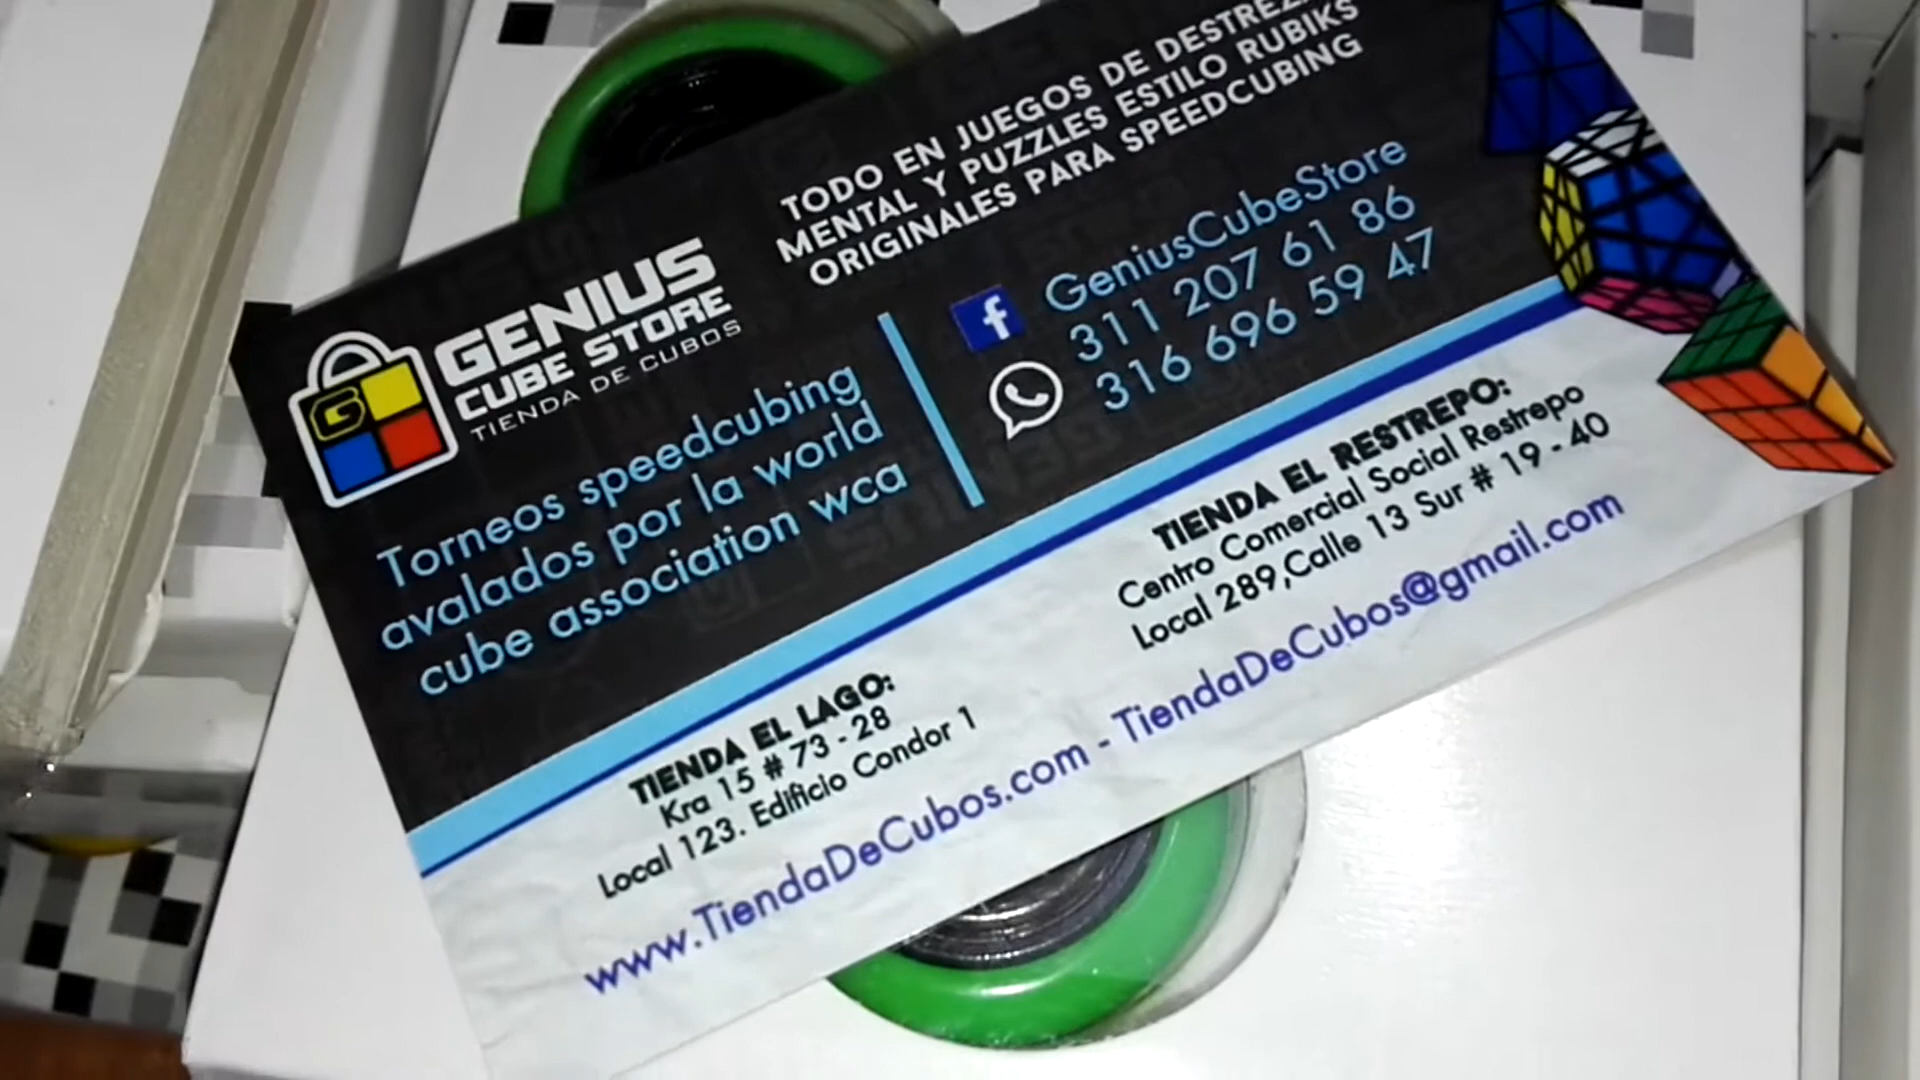 TODO EN JUEGOS DE DESTREZA
MENTAL Y PUZZLES ESTILO RUBIKS
ORIGINALES PARA SPEEDCUBING
G
GENIUS
CUBE STORE
TIENDA DE CUBOS
f GeniusCubeStore
311 207 61 86
316 696 59 47
Torneos speedcubing
avalados por la world
cube association wca
TIENDA EL RESTREPO:
Centro Comercial Social Restrepo
Local 289,Calle 13 Sur # 19 - 40
TIENDA EL LAGO:
Kra 15 # 73 - 28
Local 123. Edificio Condor 1
www.TiendaDeCubos.com - TiendaDeCubos@gmail.com